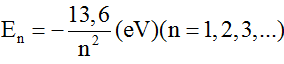 Eₙ = −13,6/n² (eV)(n = 1,2,3,...)